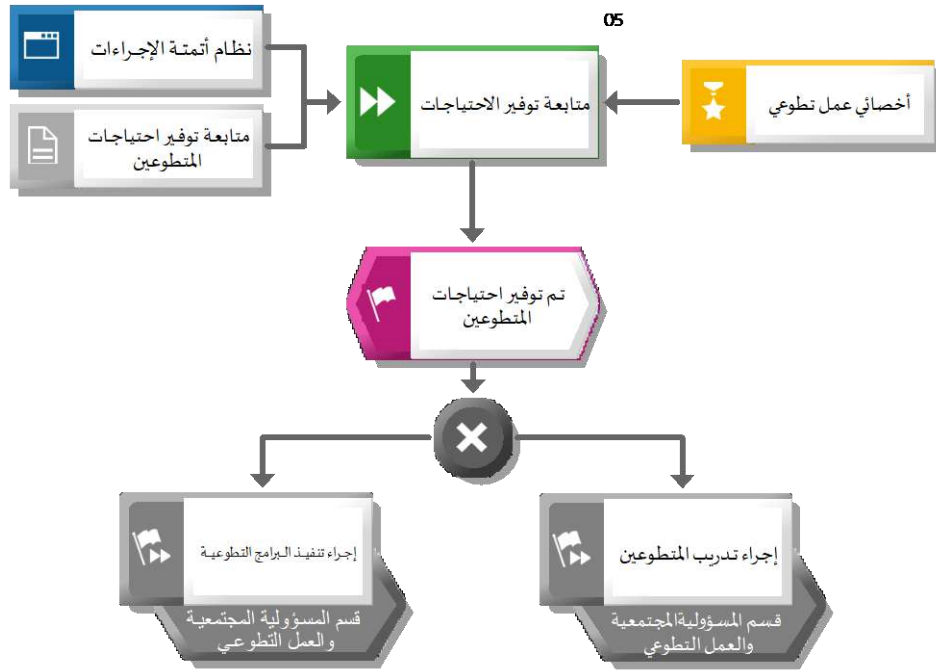 05
نظام أتمتة الإجراءات
متابعة توفير الاحتياجات
أخصائي عمل تطوعي
متابعة توفير احتياجات
المتطوعين
تم توفير احتياجات
المتطوعين
إجراء تدريب المتطوعين
قسم المسؤولية المجتمعية
والعمل التطوعي
إجراء تنفيذ البرامج التطوعية
قسم المسؤولية المجتمعية
والعمل التطوعي